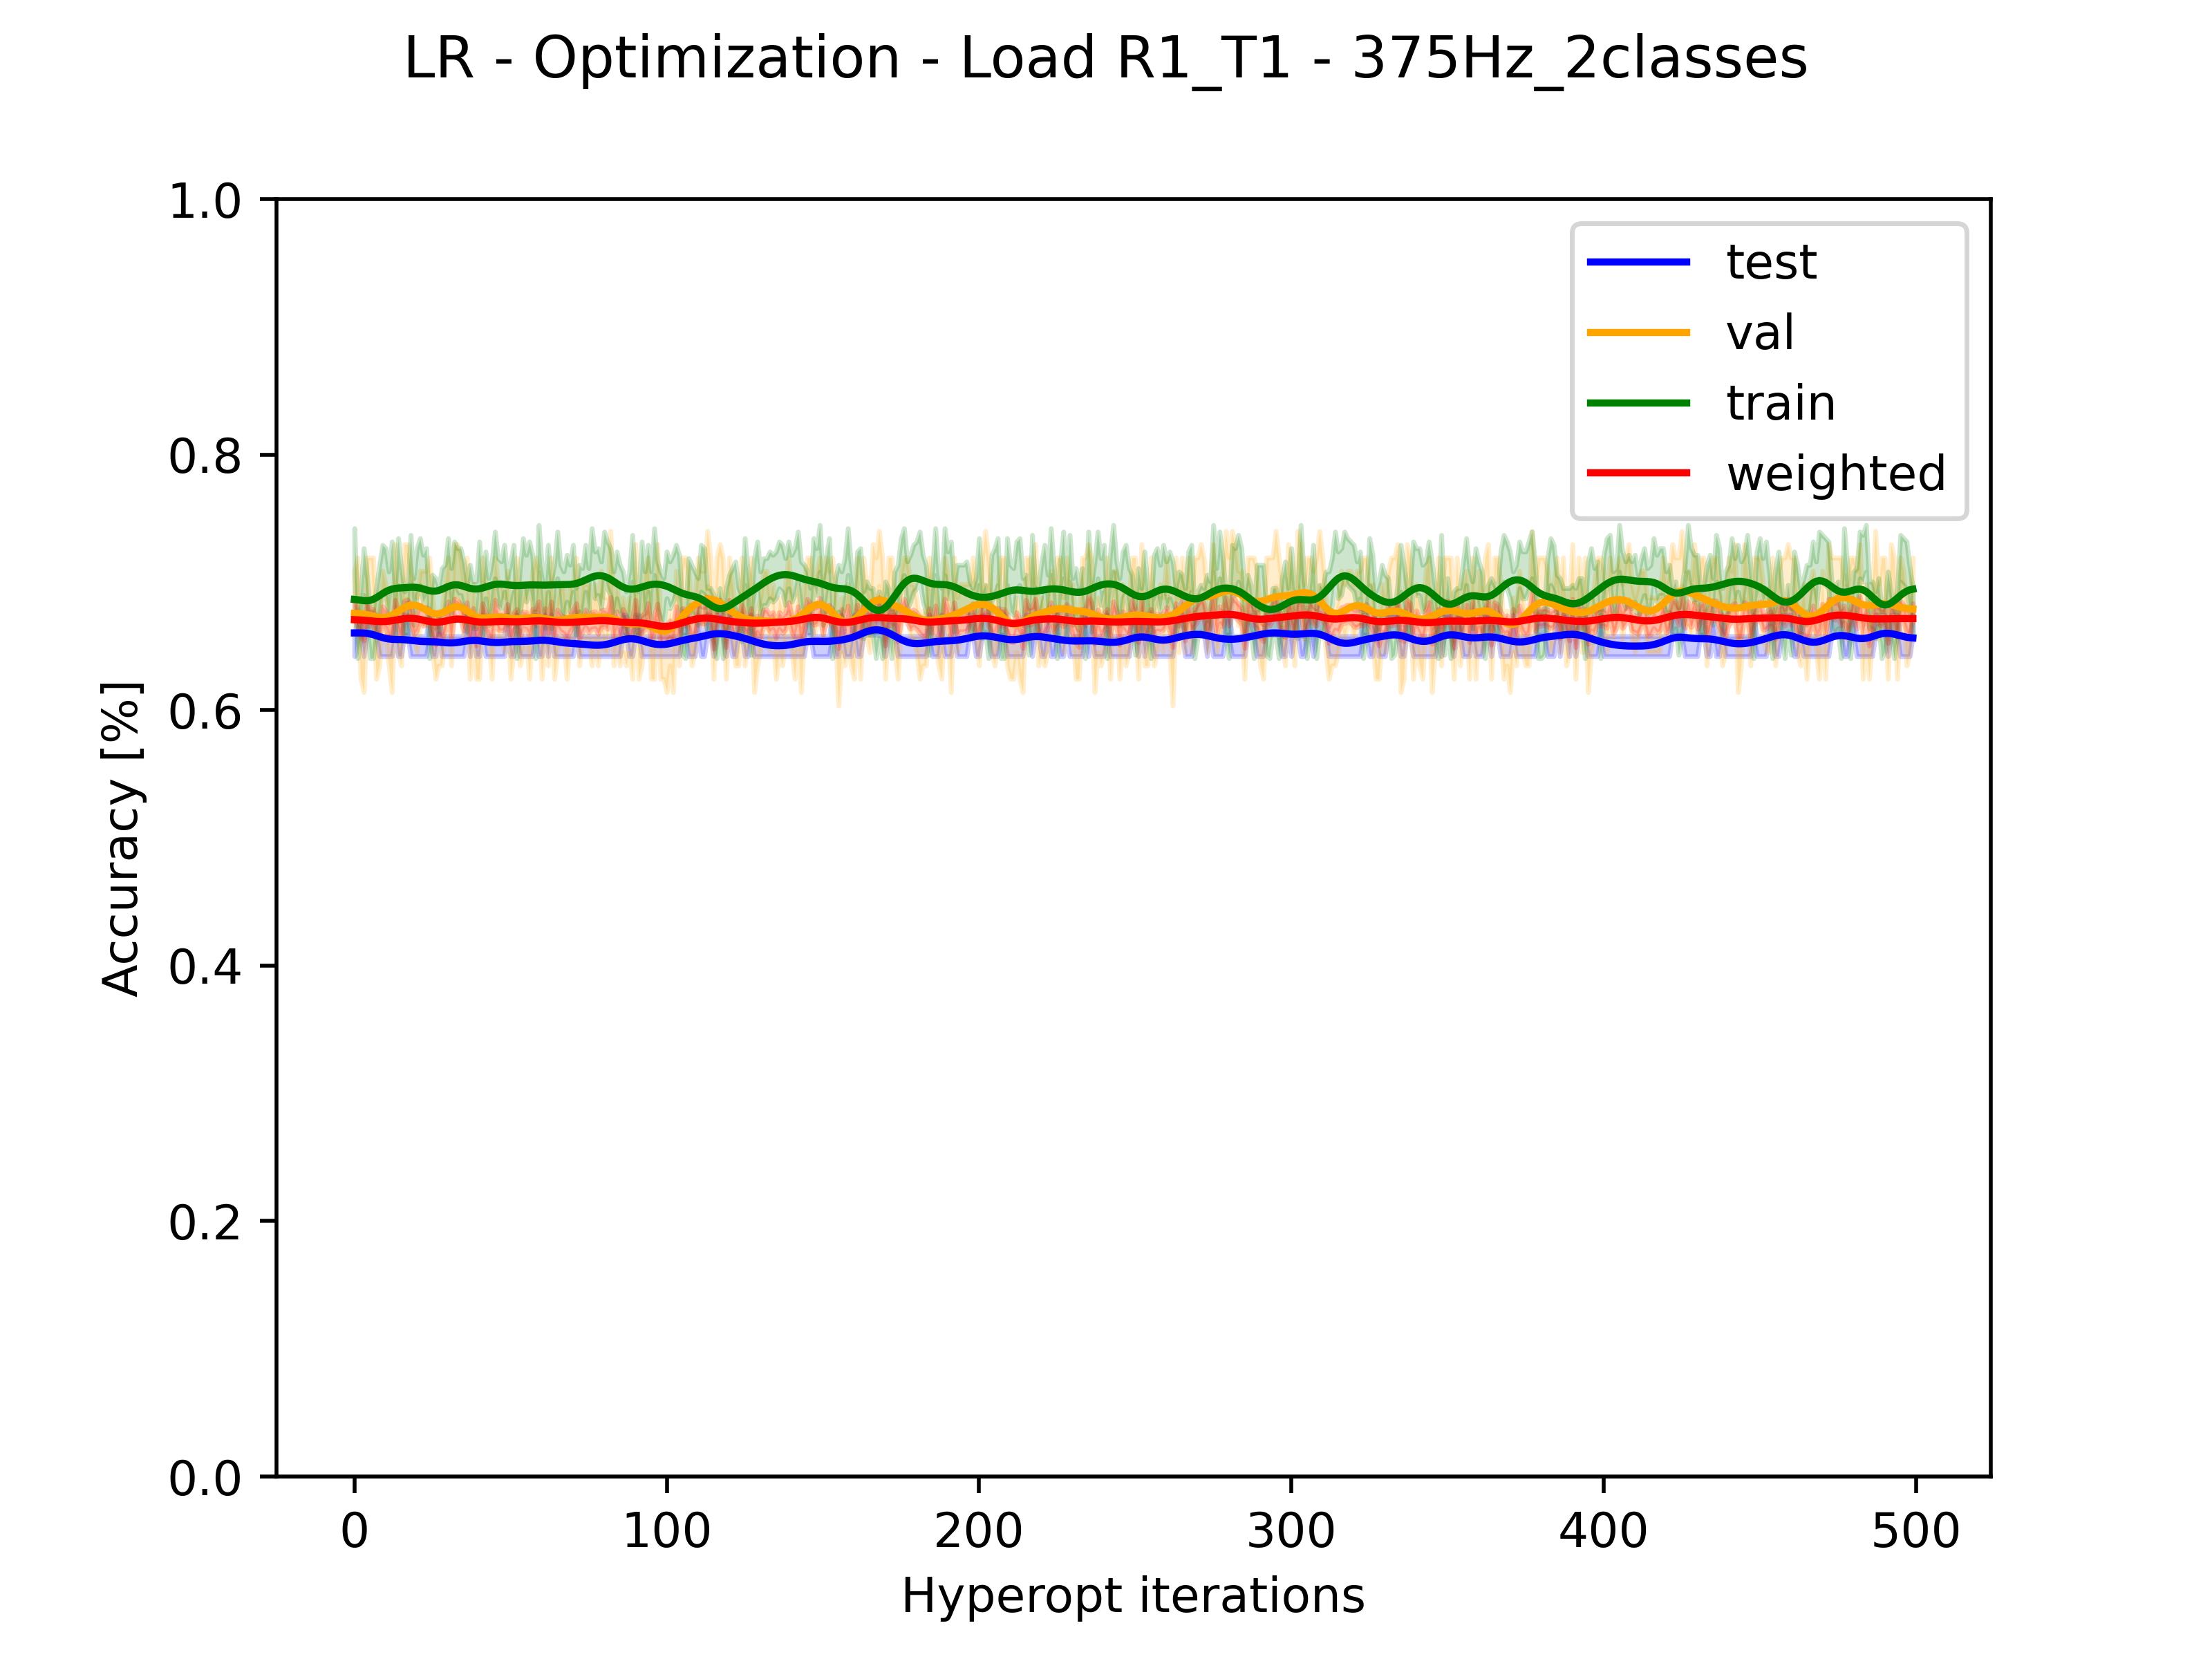 LR - Optimization - Load R1_T1 - 375Hz_2classes
test
val
train
weighted
Accuracy [%]
1.0
0.8
0.6
0.4
0.2
0.0
0 100 200 300 400 500
Hyperopt iterations